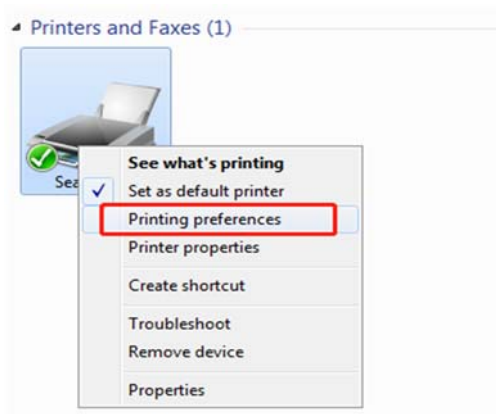 Printers and Faxes (1)
See what's printing
Set as default printer
Printing preferences
Printer properties
Create shortcut
Troubleshoot
Remove device
Properties